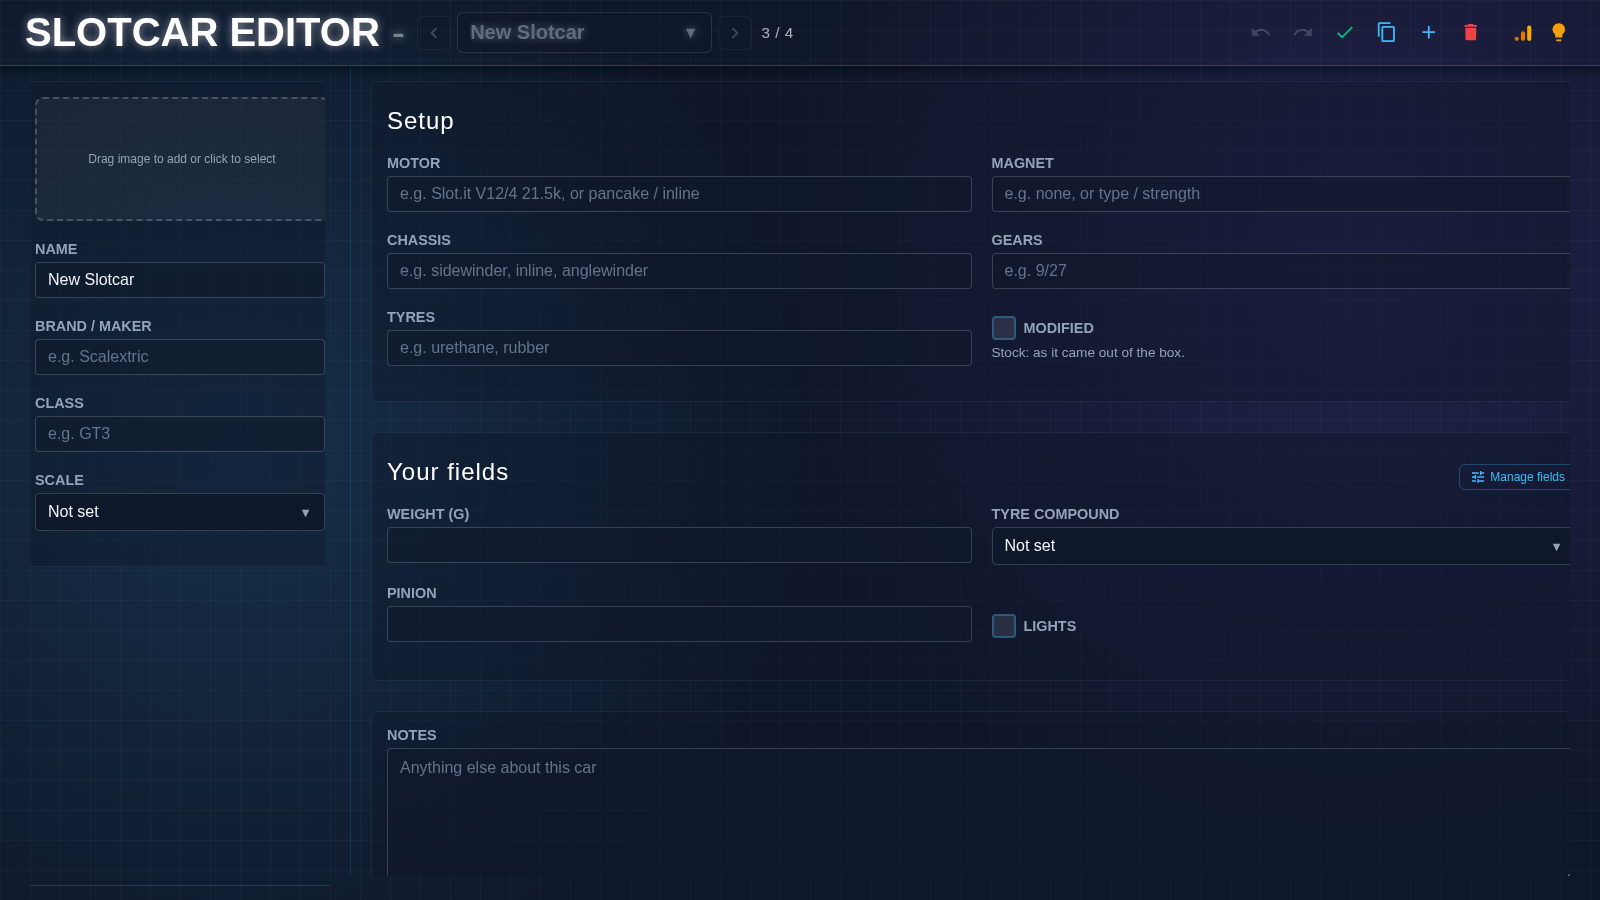 SLOTCAR EDITOR -
New Slotcar
3 / 4
Drag image to add or click to select
NAME
New Slotcar
BRAND / MAKER
e.g. Scalextric
CLASS
e.g. GT3
SCALE
Not set
Setup
MOTOR
e.g. Slot.it V12/4 21.5k, or pancake / inline
MAGNET
e.g. none, or type / strength
CHASSIS
e.g. sidewinder, inline, anglewinder
GEARS
e.g. 9/27
TYRES
e.g. urethane, rubber
MODIFIED
Stock: as it came out of the box.
Your fields
Manage fields
WEIGHT (G)
TYRE COMPOUND
Not set
PINION
LIGHTS
NOTES
Anything else about this car